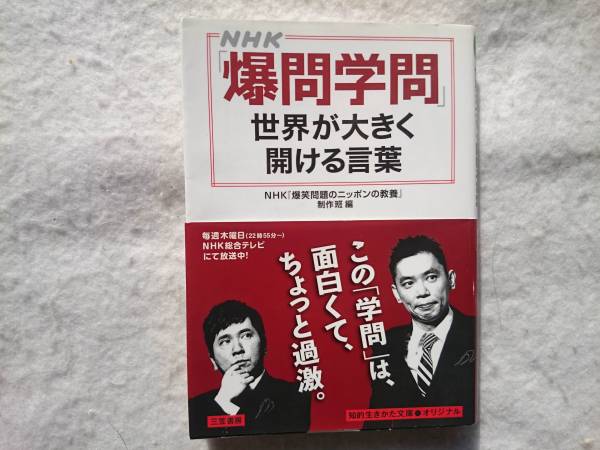 NHK
「爆問学問」
世界が大きく
開ける言葉
NHK『爆笑問題のニッポンの教養』
制作班 編
毎週木曜日(22時55分~)
NHK総合テレビ
にて放送中!
この「学問」は、
面白くて、
ちょっと過激。
三笠書房
知的生きかた文庫●オリジナル